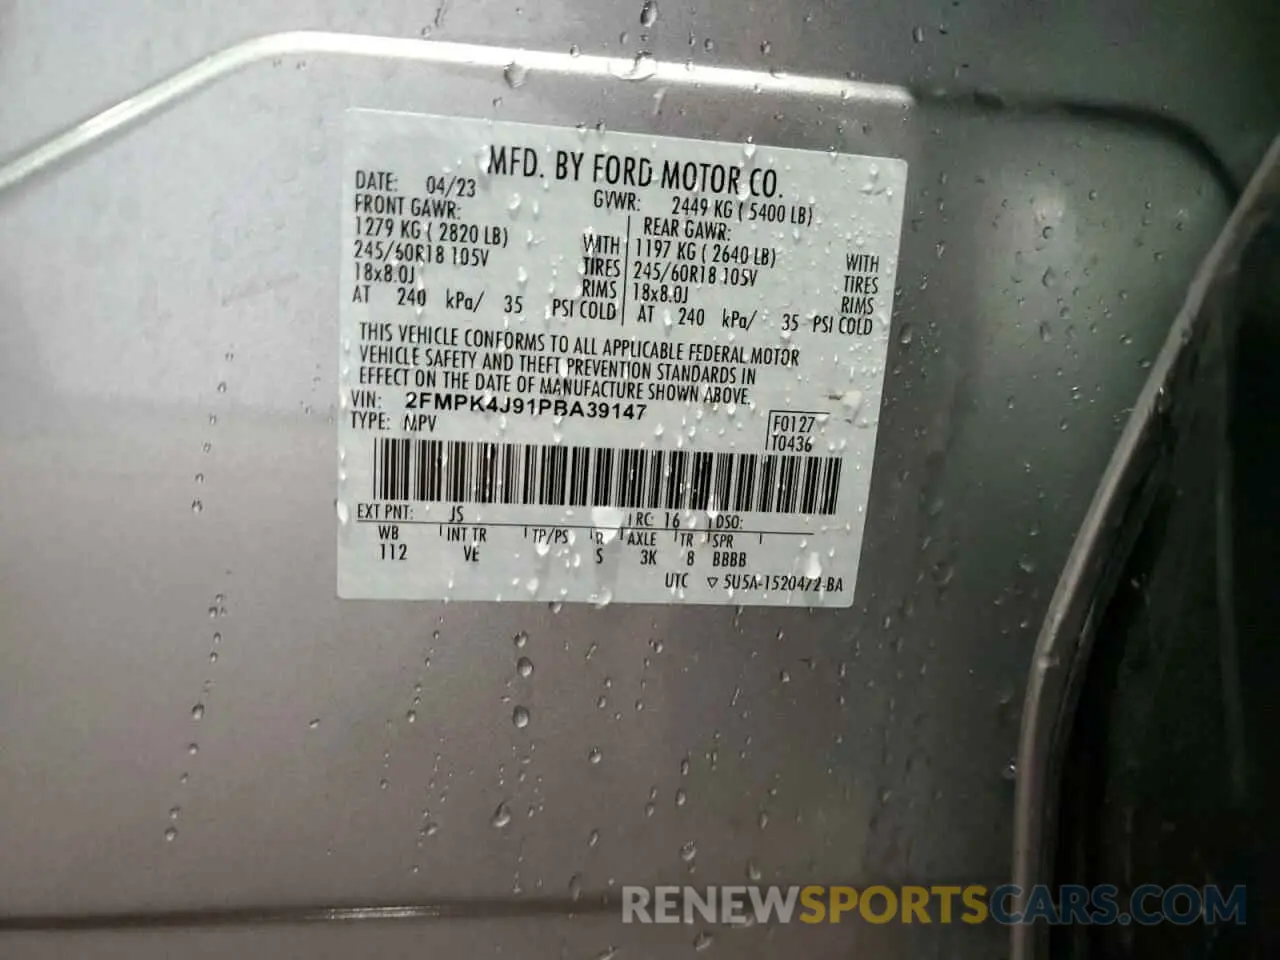 MFD. BY FORD MOTOR CO.
DATE: 04/23 GVWR: 2449 KG ( 5400 LB)
FRONT GAWR: REAR GAWR:
1279 KG ( 2820 LB) WITH 1197 KG ( 2640 LB) WITH
245/60R18 105V TIRES 245/60R18 105V TIRES
18x8.0J RIMS 18x8.0J RIMS
AT 240 kPa/ 35 PSI COLD AT 240 kPa/ 35 PSI COLD
THIS VEHICLE CONFORMS TO ALL APPLICABLE FEDERAL MOTOR
VEHICLE SAFETY AND THEFT PREVENTION STANDARDS IN
EFFECT ON THE DATE OF MANUFACTURE SHOWN ABOVE.
VIN: 2FMPK4J91PBA39147
TYPE: MPV
F0127
T0436
EXT PNT: JS RC: 16 DSO:
WB INT TR TP/PS R AXLE TR SPR
112 VE S 3K 8 BBBB
UTC ▽ 5U5A-1520472-BA
RENEWSPORTSCARS.COM